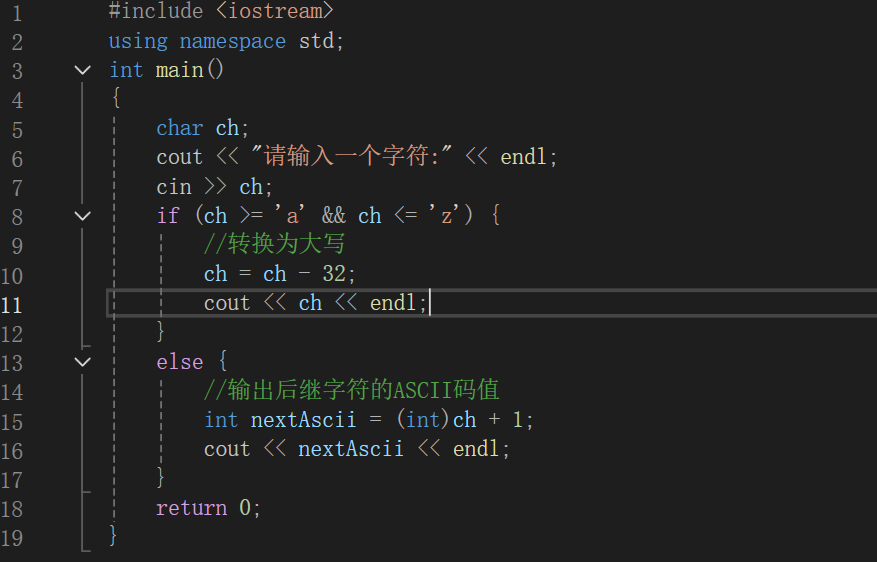 1 #include <iostream>
2 using namespace std;
3 int main()
4 {
5 char ch;
6 cout << "请输入一个字符:" << endl;
7 cin >> ch;
8 if (ch >= 'a' && ch <= 'z') {
9 //转换为大写
10 ch = ch - 32;
11 cout << ch << endl;
12 }
13 else {
14 //输出后继字符的ASCII码值
15 int nextAscii = (int)ch + 1;
16 cout << nextAscii << endl;
17 }
18 return 0;
19 }